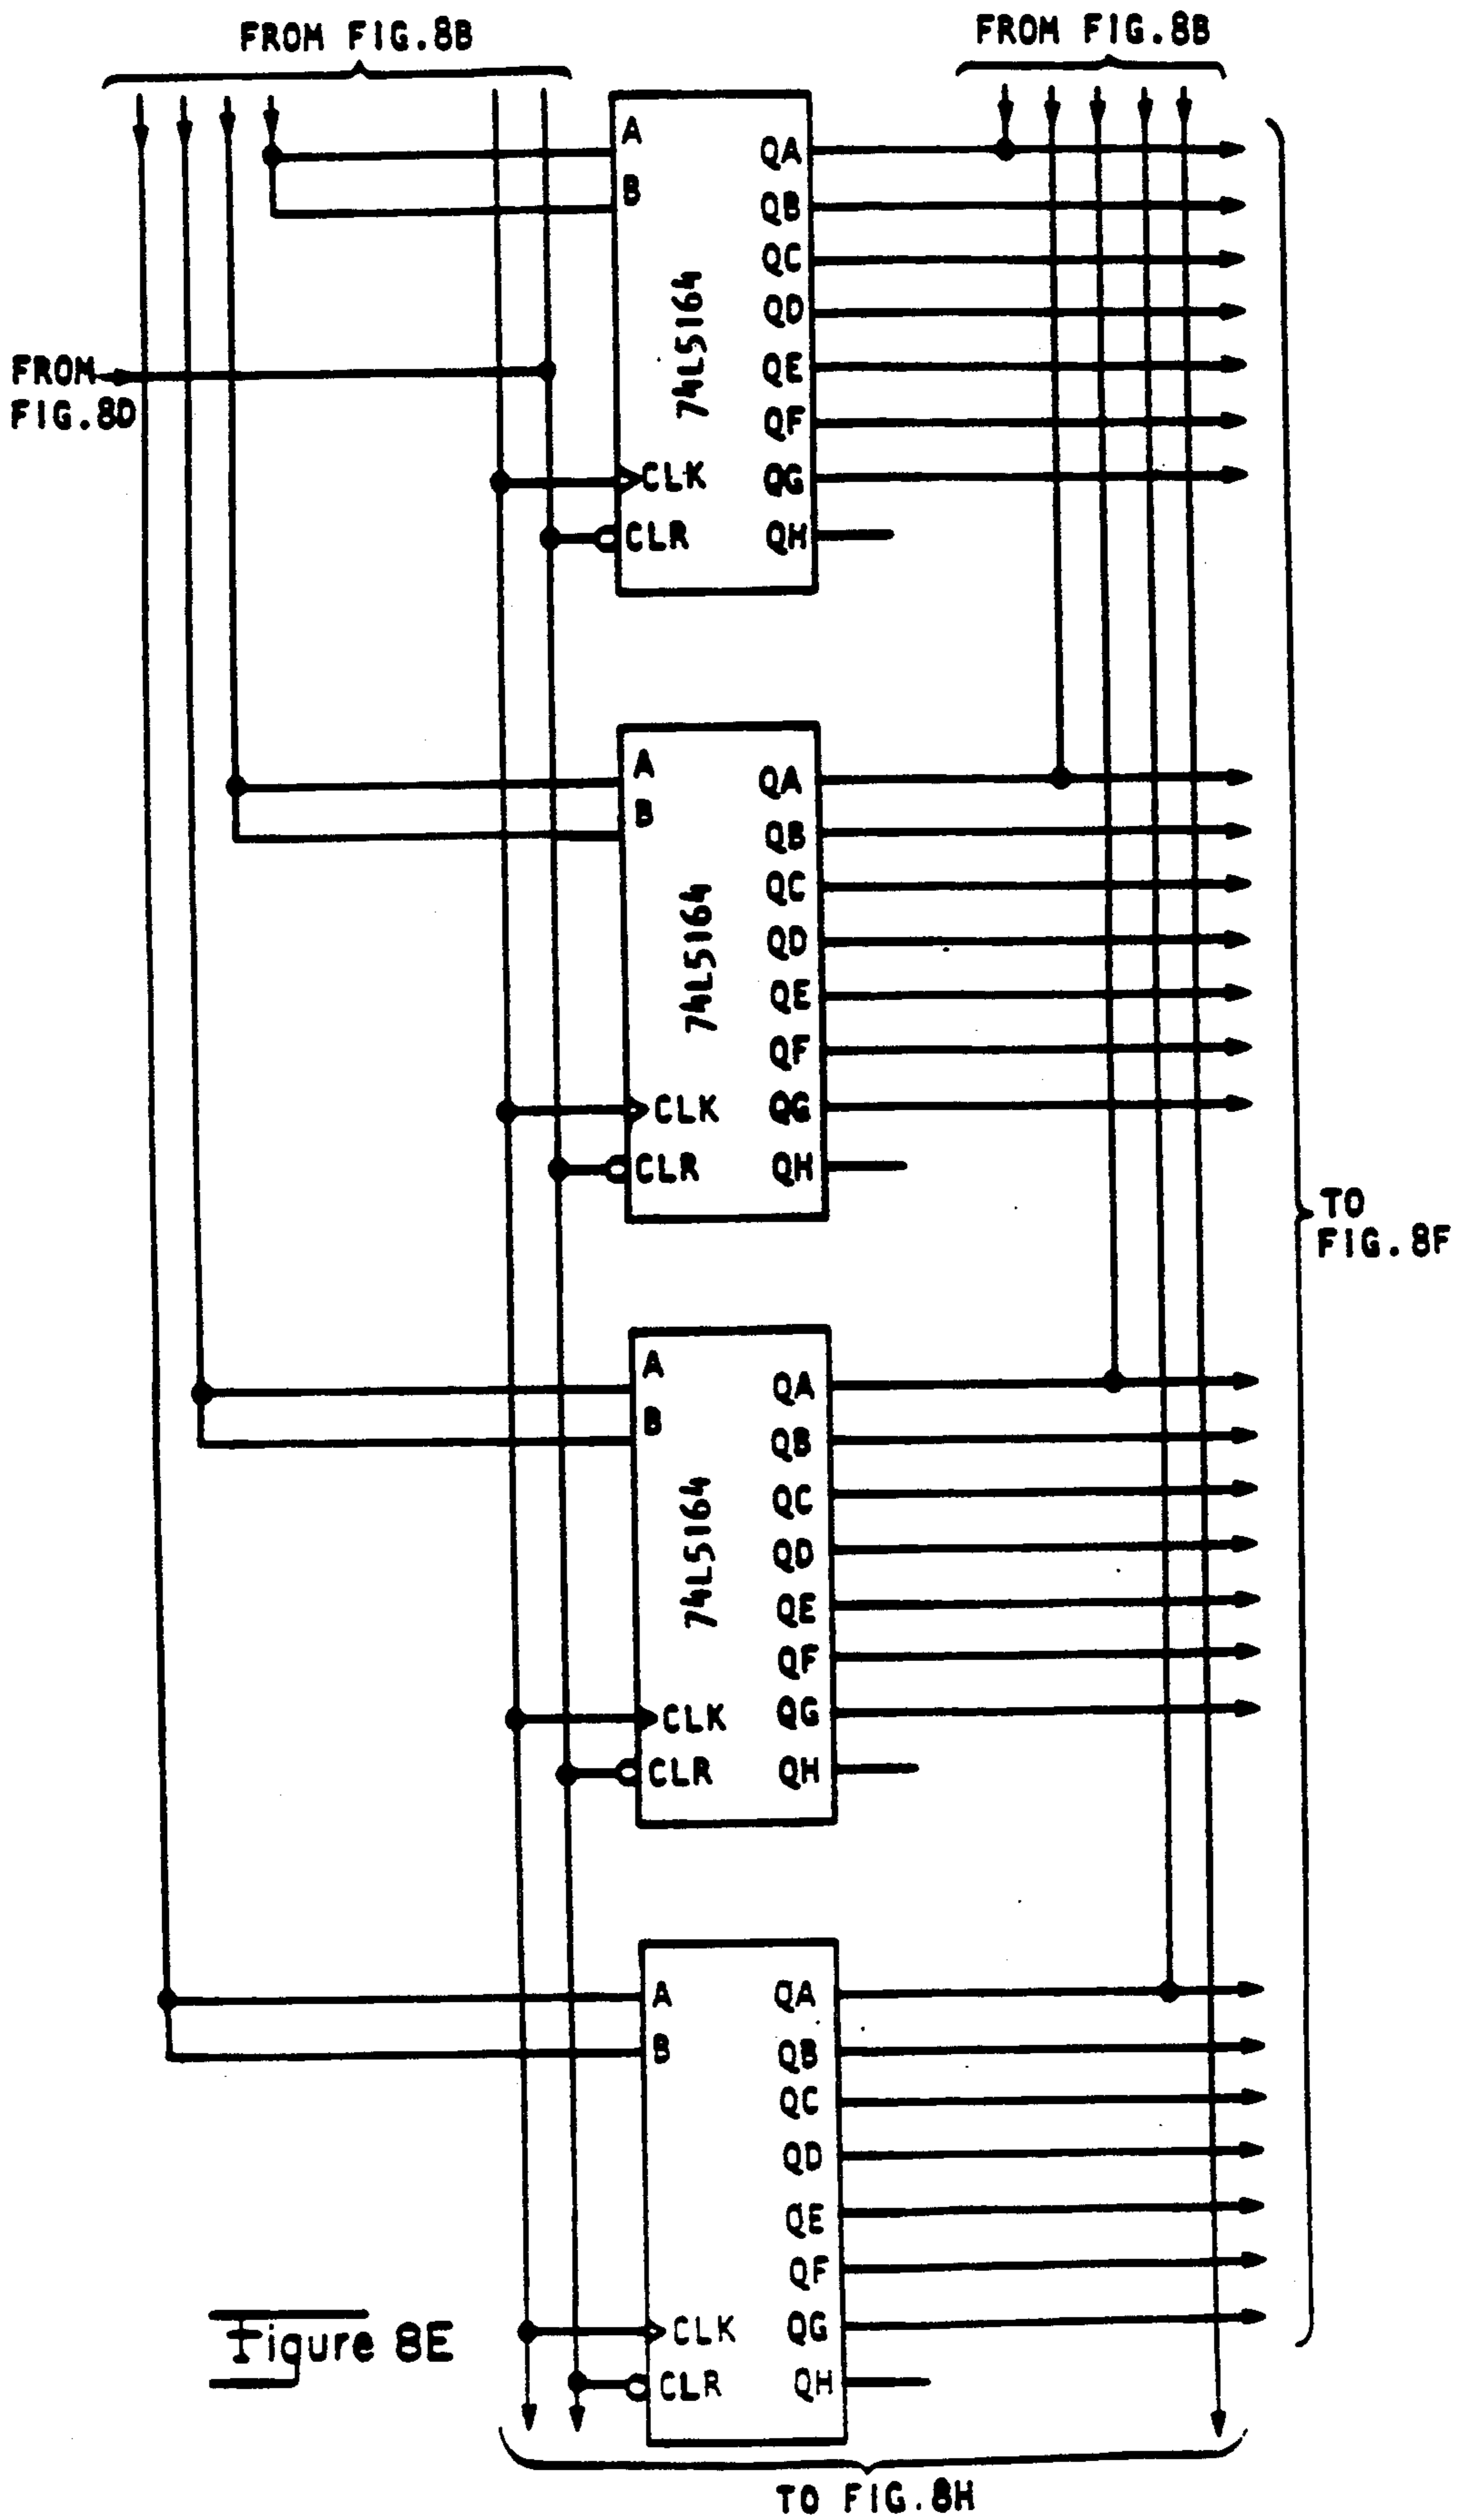 FROM FIG.8B
FROM FIG.8B
A
B
QA
QB
QC
QD
QE
QF
QG
QH
74LS164
CLK
CLR
FROM
FIG.8D
A
B
QA
QB
QC
QD
QE
QF
QG
QH
74LS164
CLK
CLR
TO
FIG.8F
A
B
QA
QB
QC
QD
QE
QF
QG
QH
74LS164
CLK
CLR
A
B
QA
QB
QC
QD
QE
QF
QG
QH
CLK
CLR
Figure 8E
TO FIG.8H